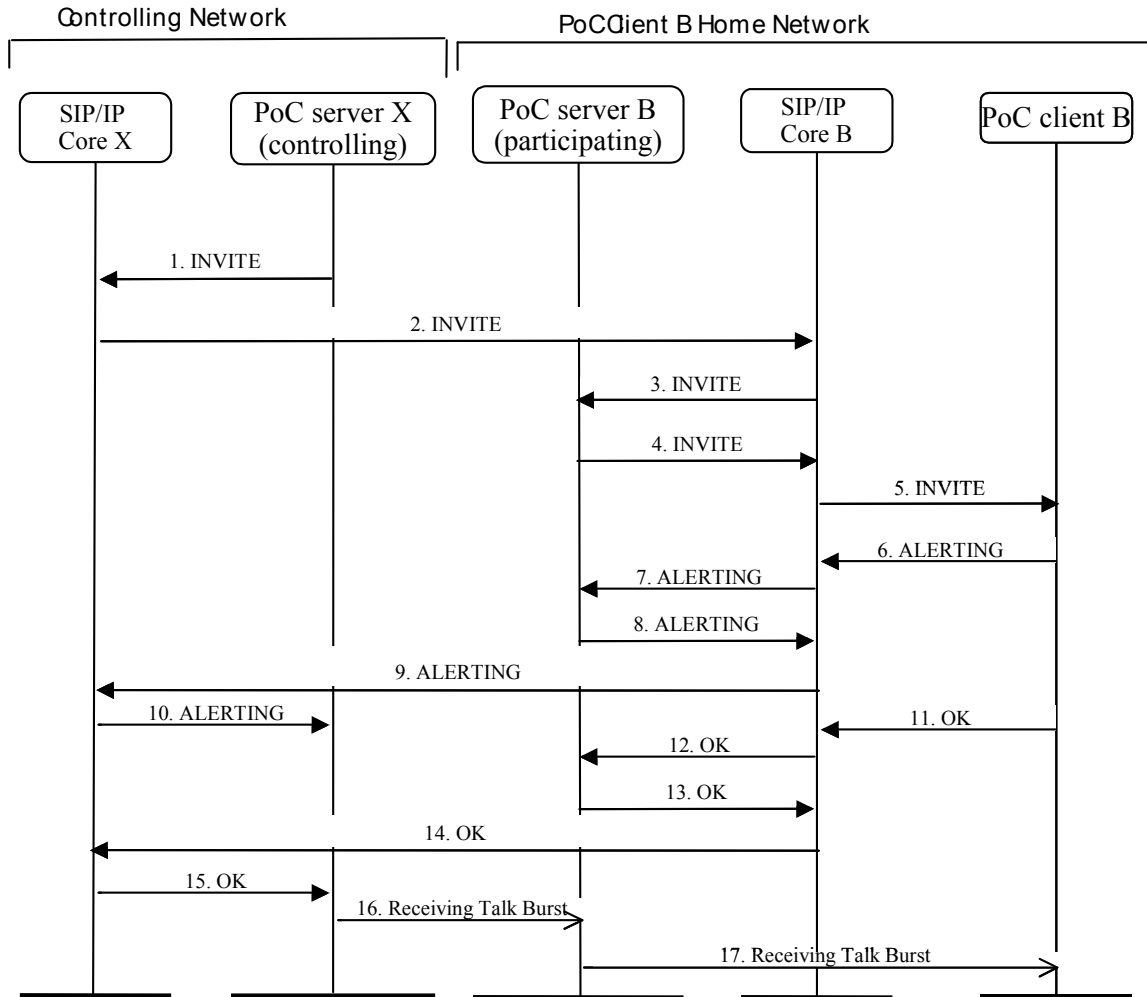 Controlling Network
PoCClient B Home Network
SIP/IP
Core X
PoC server X
(controlling)
PoC server B
(participating)
SIP/IP
Core B
PoC client B
1. INVITE
2. INVITE
3. INVITE
4. INVITE
5. INVITE
6. ALERTING
7. ALERTING
8. ALERTING
9. ALERTING
10. ALERTING
11. OK
12. OK
13. OK
14. OK
15. OK
16. Receiving Talk Burst
17. Receiving Talk Burst